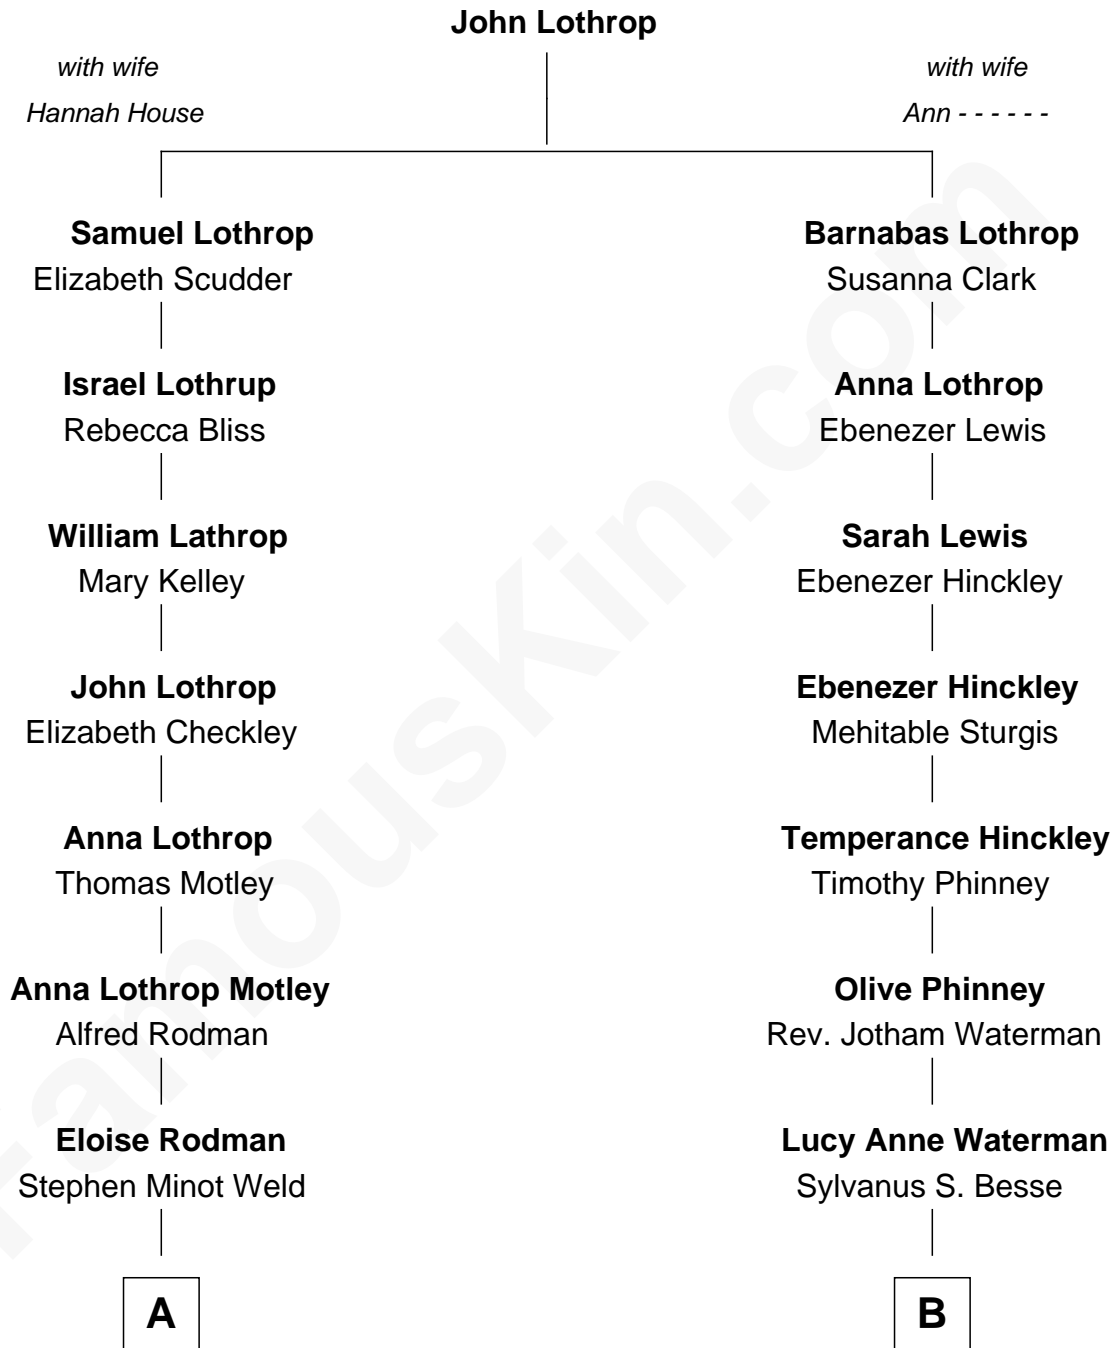 John Lothrop
with wife
Hannah House
with wife
Ann - - - - - -
Samuel Lothrop
Elizabeth Scudder
Barnabas Lothrop
Susanna Clark
Israel Lothrup
Rebecca Bliss
Anna Lothrop
Ebenezer Lewis
William Lathrop
Mary Kelley
Sarah Lewis
Ebenezer Hinckley
John Lothrop
Elizabeth Checkley
Ebenezer Hinckley
Mehitable Sturgis
Anna Lothrop
Thomas Motley
Temperance Hinckley
Timothy Phinney
Anna Lothrop Motley
Alfred Rodman
Olive Phinney
Rev. Jotham Waterman
Eloise Rodman
Stephen Minot Weld
Lucy Anne Waterman
Sylvanus S. Besse
A
B
FamousKin.com